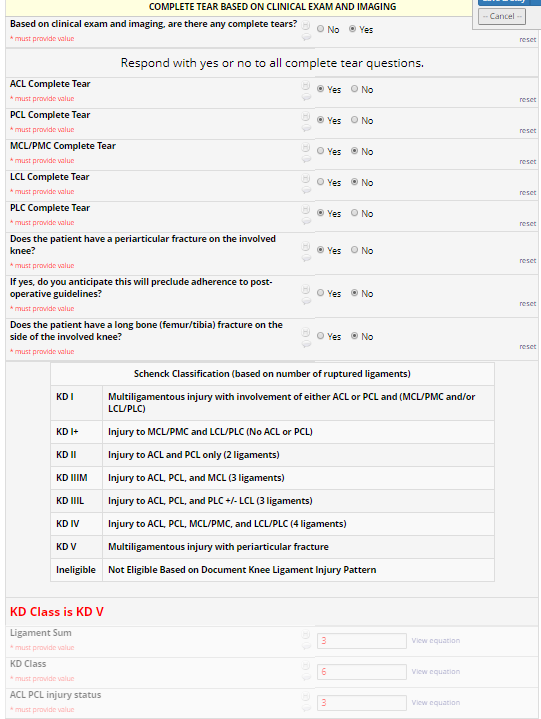 COMPLETE TEAR BASED ON CLINICAL EXAM AND IMAGING
-- Cancel --
Based on clinical exam and imaging, are there any complete tears?
No Yes
* must provide value
reset
Respond with yes or no to all complete tear questions.
ACL Complete Tear
Yes No
* must provide value
reset
PCL Complete Tear
Yes No
* must provide value
reset
MCL/PMC Complete Tear
Yes No
* must provide value
reset
LCL Complete Tear
Yes No
* must provide value
reset
PLC Complete Tear
Yes No
* must provide value
reset
Does the patient have a periarticular fracture on the involved
knee?
Yes No
* must provide value
reset
If yes, do you anticipate this will preclude adherence to post-
operative guidelines?
Yes No
* must provide value
reset
Does the patient have a long bone (femur/tibia) fracture on the
side of the involved knee?
Yes No
* must provide value
reset
Schenck Classification (based on number of ruptured ligaments)
KD I Multiligamentous injury with involvement of either ACL or PCL and (MCL/PMC and/or
LCL/PLC)
KD I+ Injury to MCL/PMC and LCL/PLC (No ACL or PCL)
KD II Injury to ACL and PCL only (2 ligaments)
KD IIIM Injury to ACL, PCL, and MCL (3 ligaments)
KD IIIL Injury to ACL, PCL, and PLC +/- LCL (3 ligaments)
KD IV Injury to ACL, PCL, MCL/PMC, and LCL/PLC (4 ligaments)
KD V Multiligamentous injury with periarticular fracture
Ineligible Not Eligible Based on Document Knee Ligament Injury Pattern
KD Class is KD V
Ligament Sum
* must provide value
3 View equation
KD Class
* must provide value
6 View equation
ACL PCL injury status
* must provide value
3 View equation